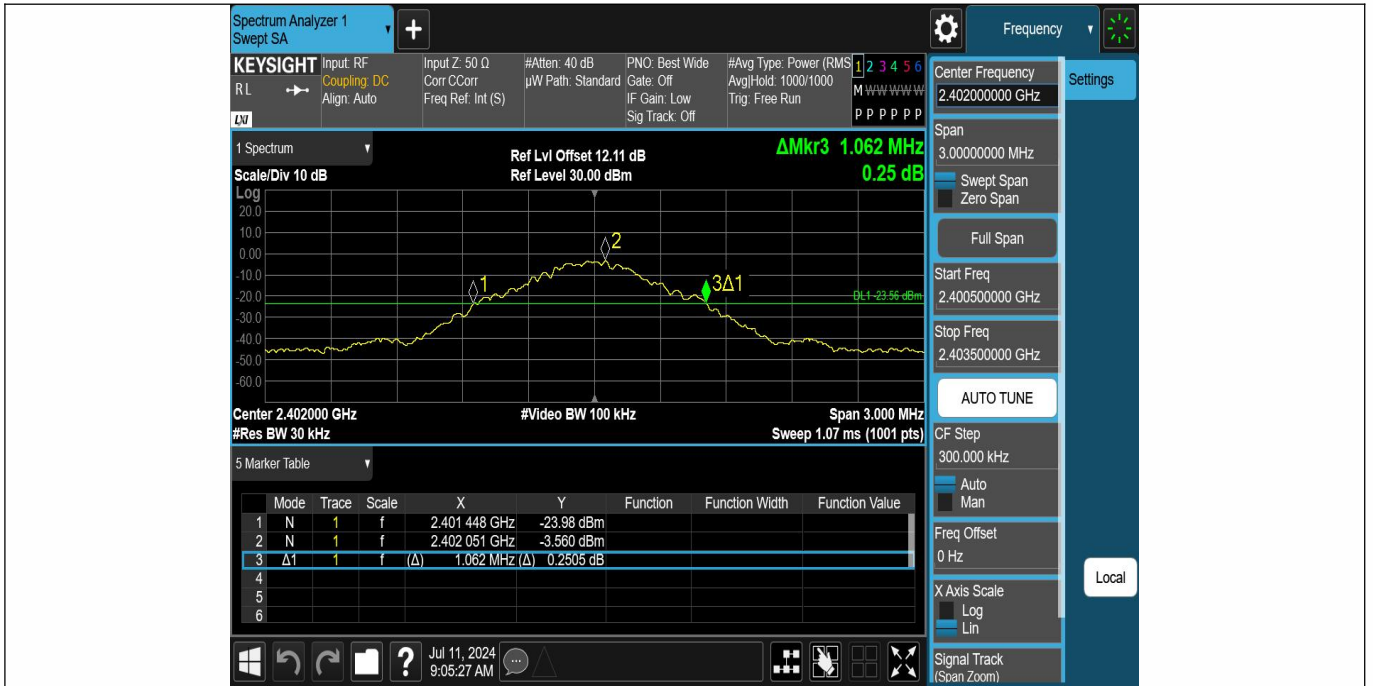 Spectrum Analyzer 1
Swept SA
+
Frequency
KEYSIGHT
RL
LXI
Input: RF
Coupling: DC
Align: Auto
Input Z: 50 Ω
Corr CCorr
Freq Ref: Int (S)
#Atten: 40 dB
µW Path: Standard
PNO: Best Wide
Gate: Off
IF Gain: Low
Sig Track: Off
#Avg Type: Power (RMS
Avg|Hold: 1000/1000
Trig: Free Run
1 2 3 4 5 6
M W W W W W
P P P P P P
1 Spectrum
Scale/Div 10 dB
Ref Lvl Offset 12.11 dB
Ref Level 30.00 dBm
ΔMkr3 1.062 MHz
0.25 dB
Log
20.0
10.0
0.00
-10.0
-20.0
-30.0
-40.0
-50.0
-60.0
1
2
3Δ1
DL1 -23.56 dBm
Center 2.402000 GHz
#Video BW 100 kHz
Span 3.000 MHz
#Res BW 30 kHz
Sweep 1.07 ms (1001 pts)
5 Marker Table
Mode Trace Scale X Y Function Function Width Function Value
1 N 1 f 2.401 448 GHz -23.98 dBm
2 N 1 f 2.402 051 GHz -3.560 dBm
3 Δ1 1 f (Δ) 1.062 MHz (Δ) 0.2505 dB
4
5
6
?
Jul 11, 2024
9:05:27 AM
Center Frequency
2.402000000 GHz
Settings
Span
3.00000000 MHz
Swept Span
Zero Span
Full Span
Start Freq
2.400500000 GHz
Stop Freq
2.403500000 GHz
AUTO TUNE
CF Step
300.000 kHz
Auto
Man
Freq Offset
0 Hz
X Axis Scale
Log
Lin
Signal Track
(Span Zoom)
Local